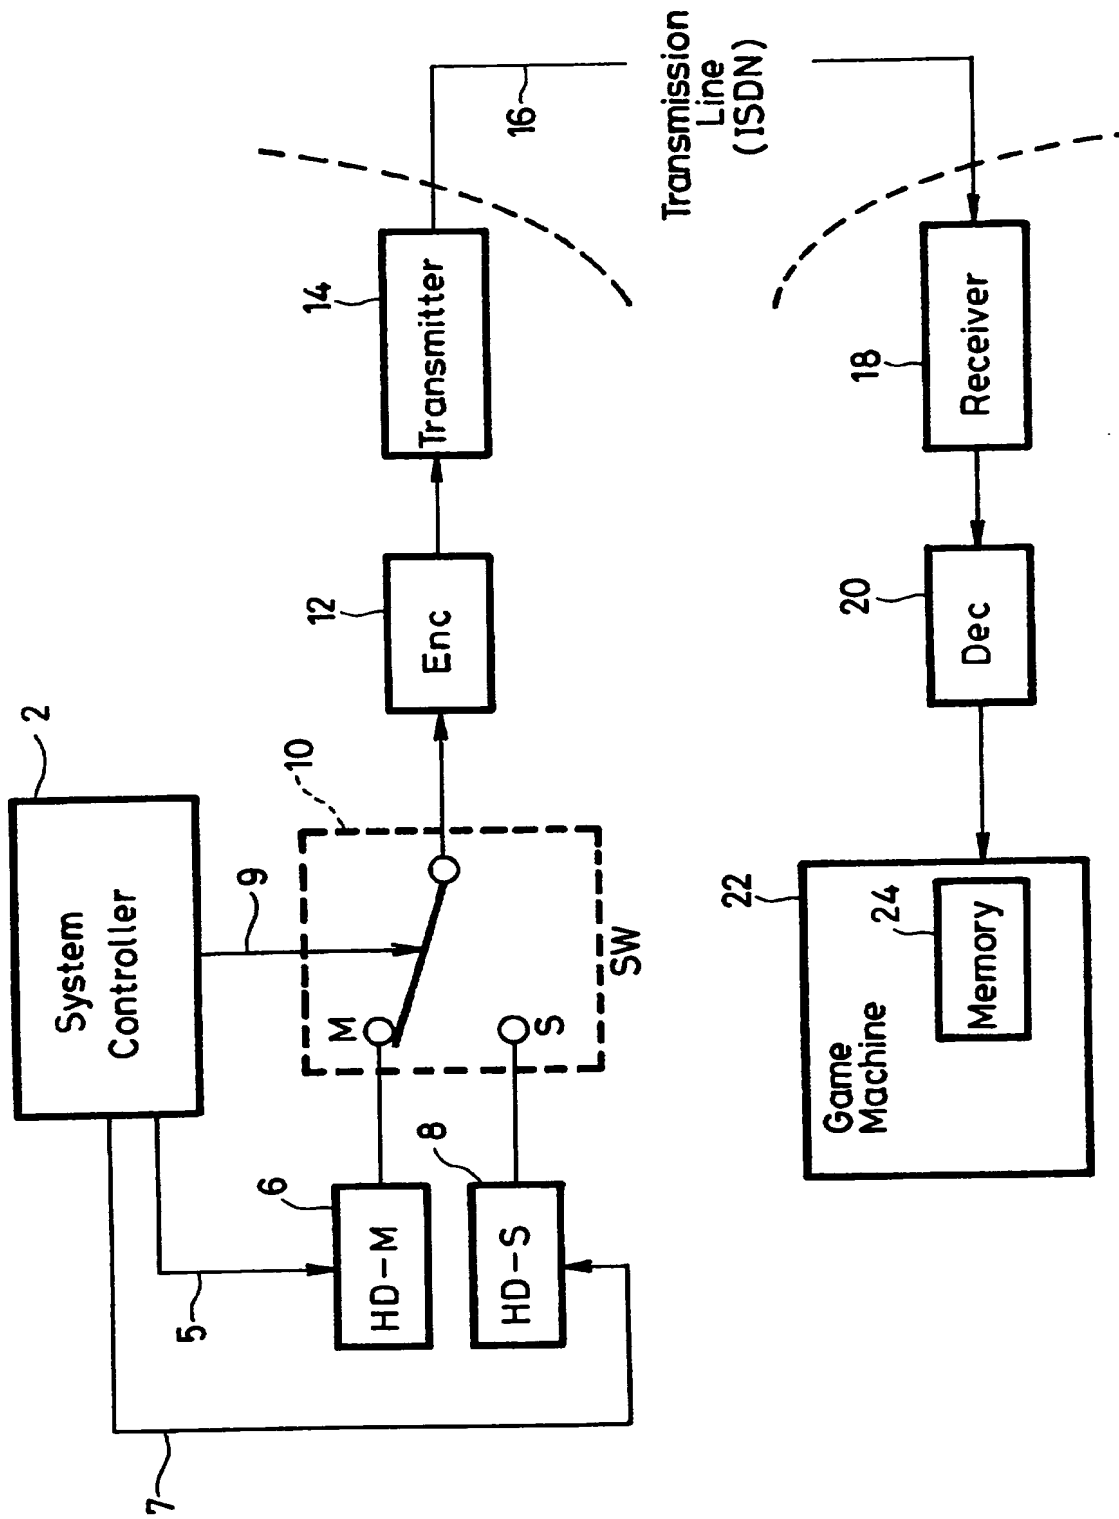 2
System
Controller
9
5
7
6
HD-M
8
HD-S
M
S
10
SW
12
Enc
14
Transmitter
16
Transmission
Line
(ISDN)
18
Receiver
20
Dec
22
Game
Machine
24
Memory